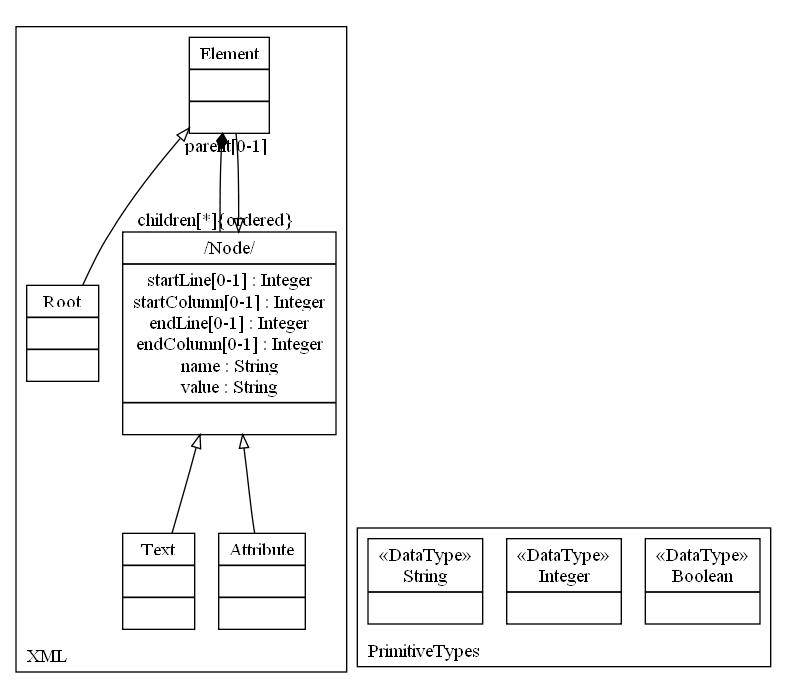 Element
parent[0-1]
children[*]{ordered}
/Node/
startLine[0-1] : Integer
startColumn[0-1] : Integer
endLine[0-1] : Integer
endColumn[0-1] : Integer
name : String
value : String
Root
Text
Attribute
XML
«DataType»
String
«DataType»
Integer
«DataType»
Boolean
PrimitiveTypes